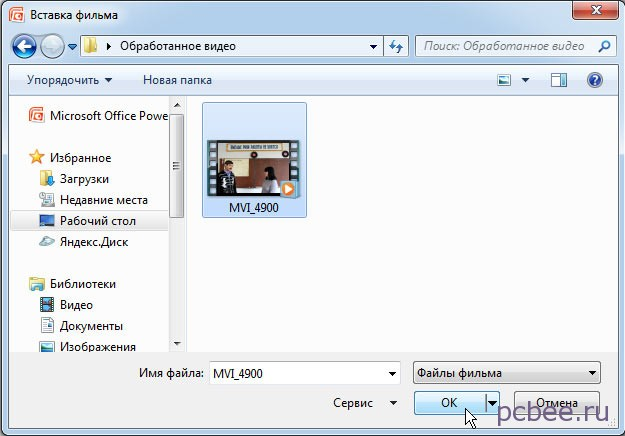 Вставка фильма
Обработанное видео
Поиск: Обработанное видео
Упорядочить
Новая папка
Microsoft Office Powe
Избранное
Загрузки
Недавние места
Рабочий стол
Яндекс.Диск
Библиотеки
Видео
Документы
Изображения
MVI_4900
Имя файла:
MVI_4900
Файлы фильма
Сервис
ОК
Отмена
pcbee.ru